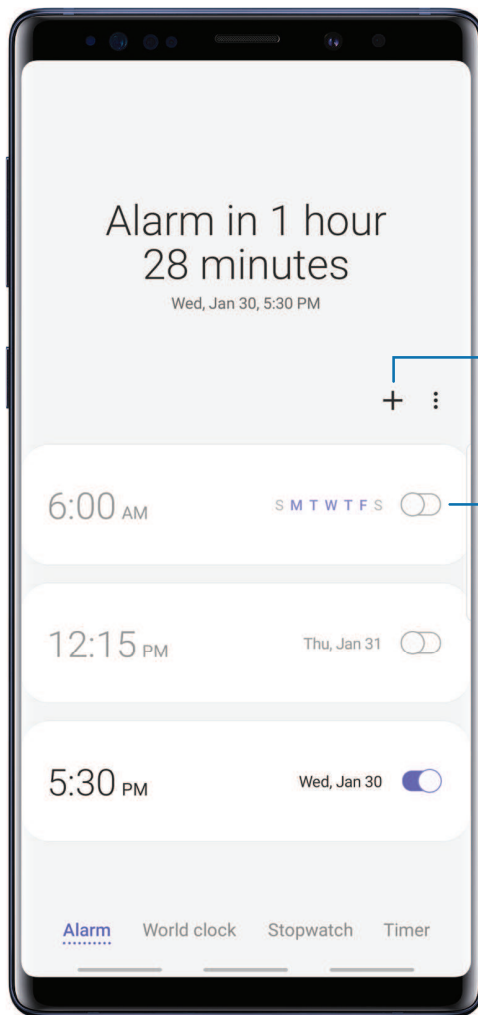 Alarm in 1 hour
28 minutes
Wed, Jan 30, 5:30 PM
+
6:00 AM S M T W T F S
12:15 PM Thu, Jan 31
5:30 PM Wed, Jan 30
Alarm World clock Stopwatch Timer